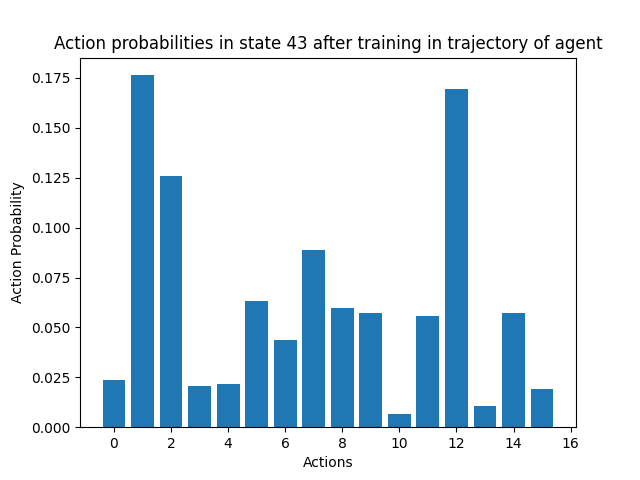 Action probabilities in state 43 after training in trajectory of agent
0.175
0.150
0.125
0.100
0.075
0.050
0.025
0.000
Action Probability
0 2 4 6 8 10 12 14 16
Actions